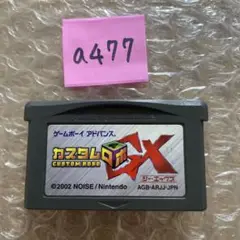 a477
ゲームボーイ アドバンス
カスタムロボ GX
CUSTOM ROBO
ジーエックス
©2002 NOISE/Nintendo AGB-ARJJ-JPN